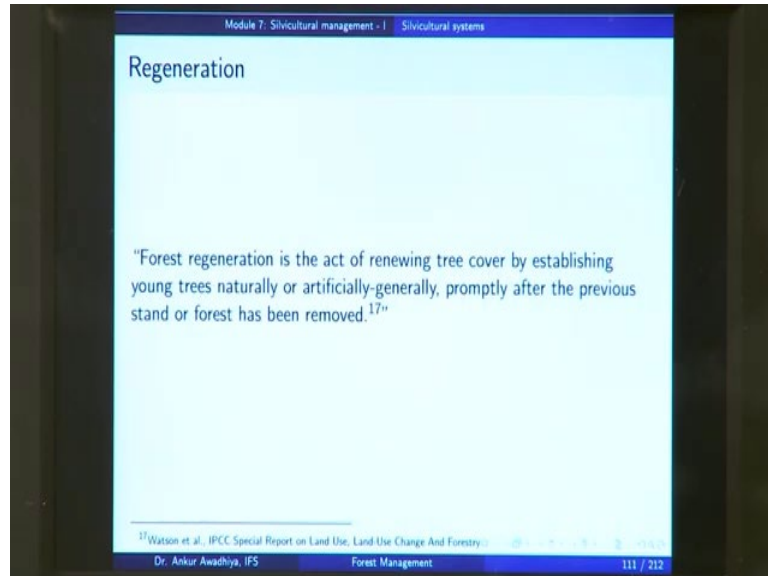 Module 7: Silvicultural management - I Silvicultural systems
Regeneration
"Forest regeneration is the act of renewing tree cover by establishing
young trees naturally or artificially-generally, promptly after the previous
stand or forest has been removed.17"
17Watson et al., IPCC Special Report on Land Use, Land-Use Change And Forestry
Dr. Ankur Awadhiya, IFS Forest Management 111 / 212